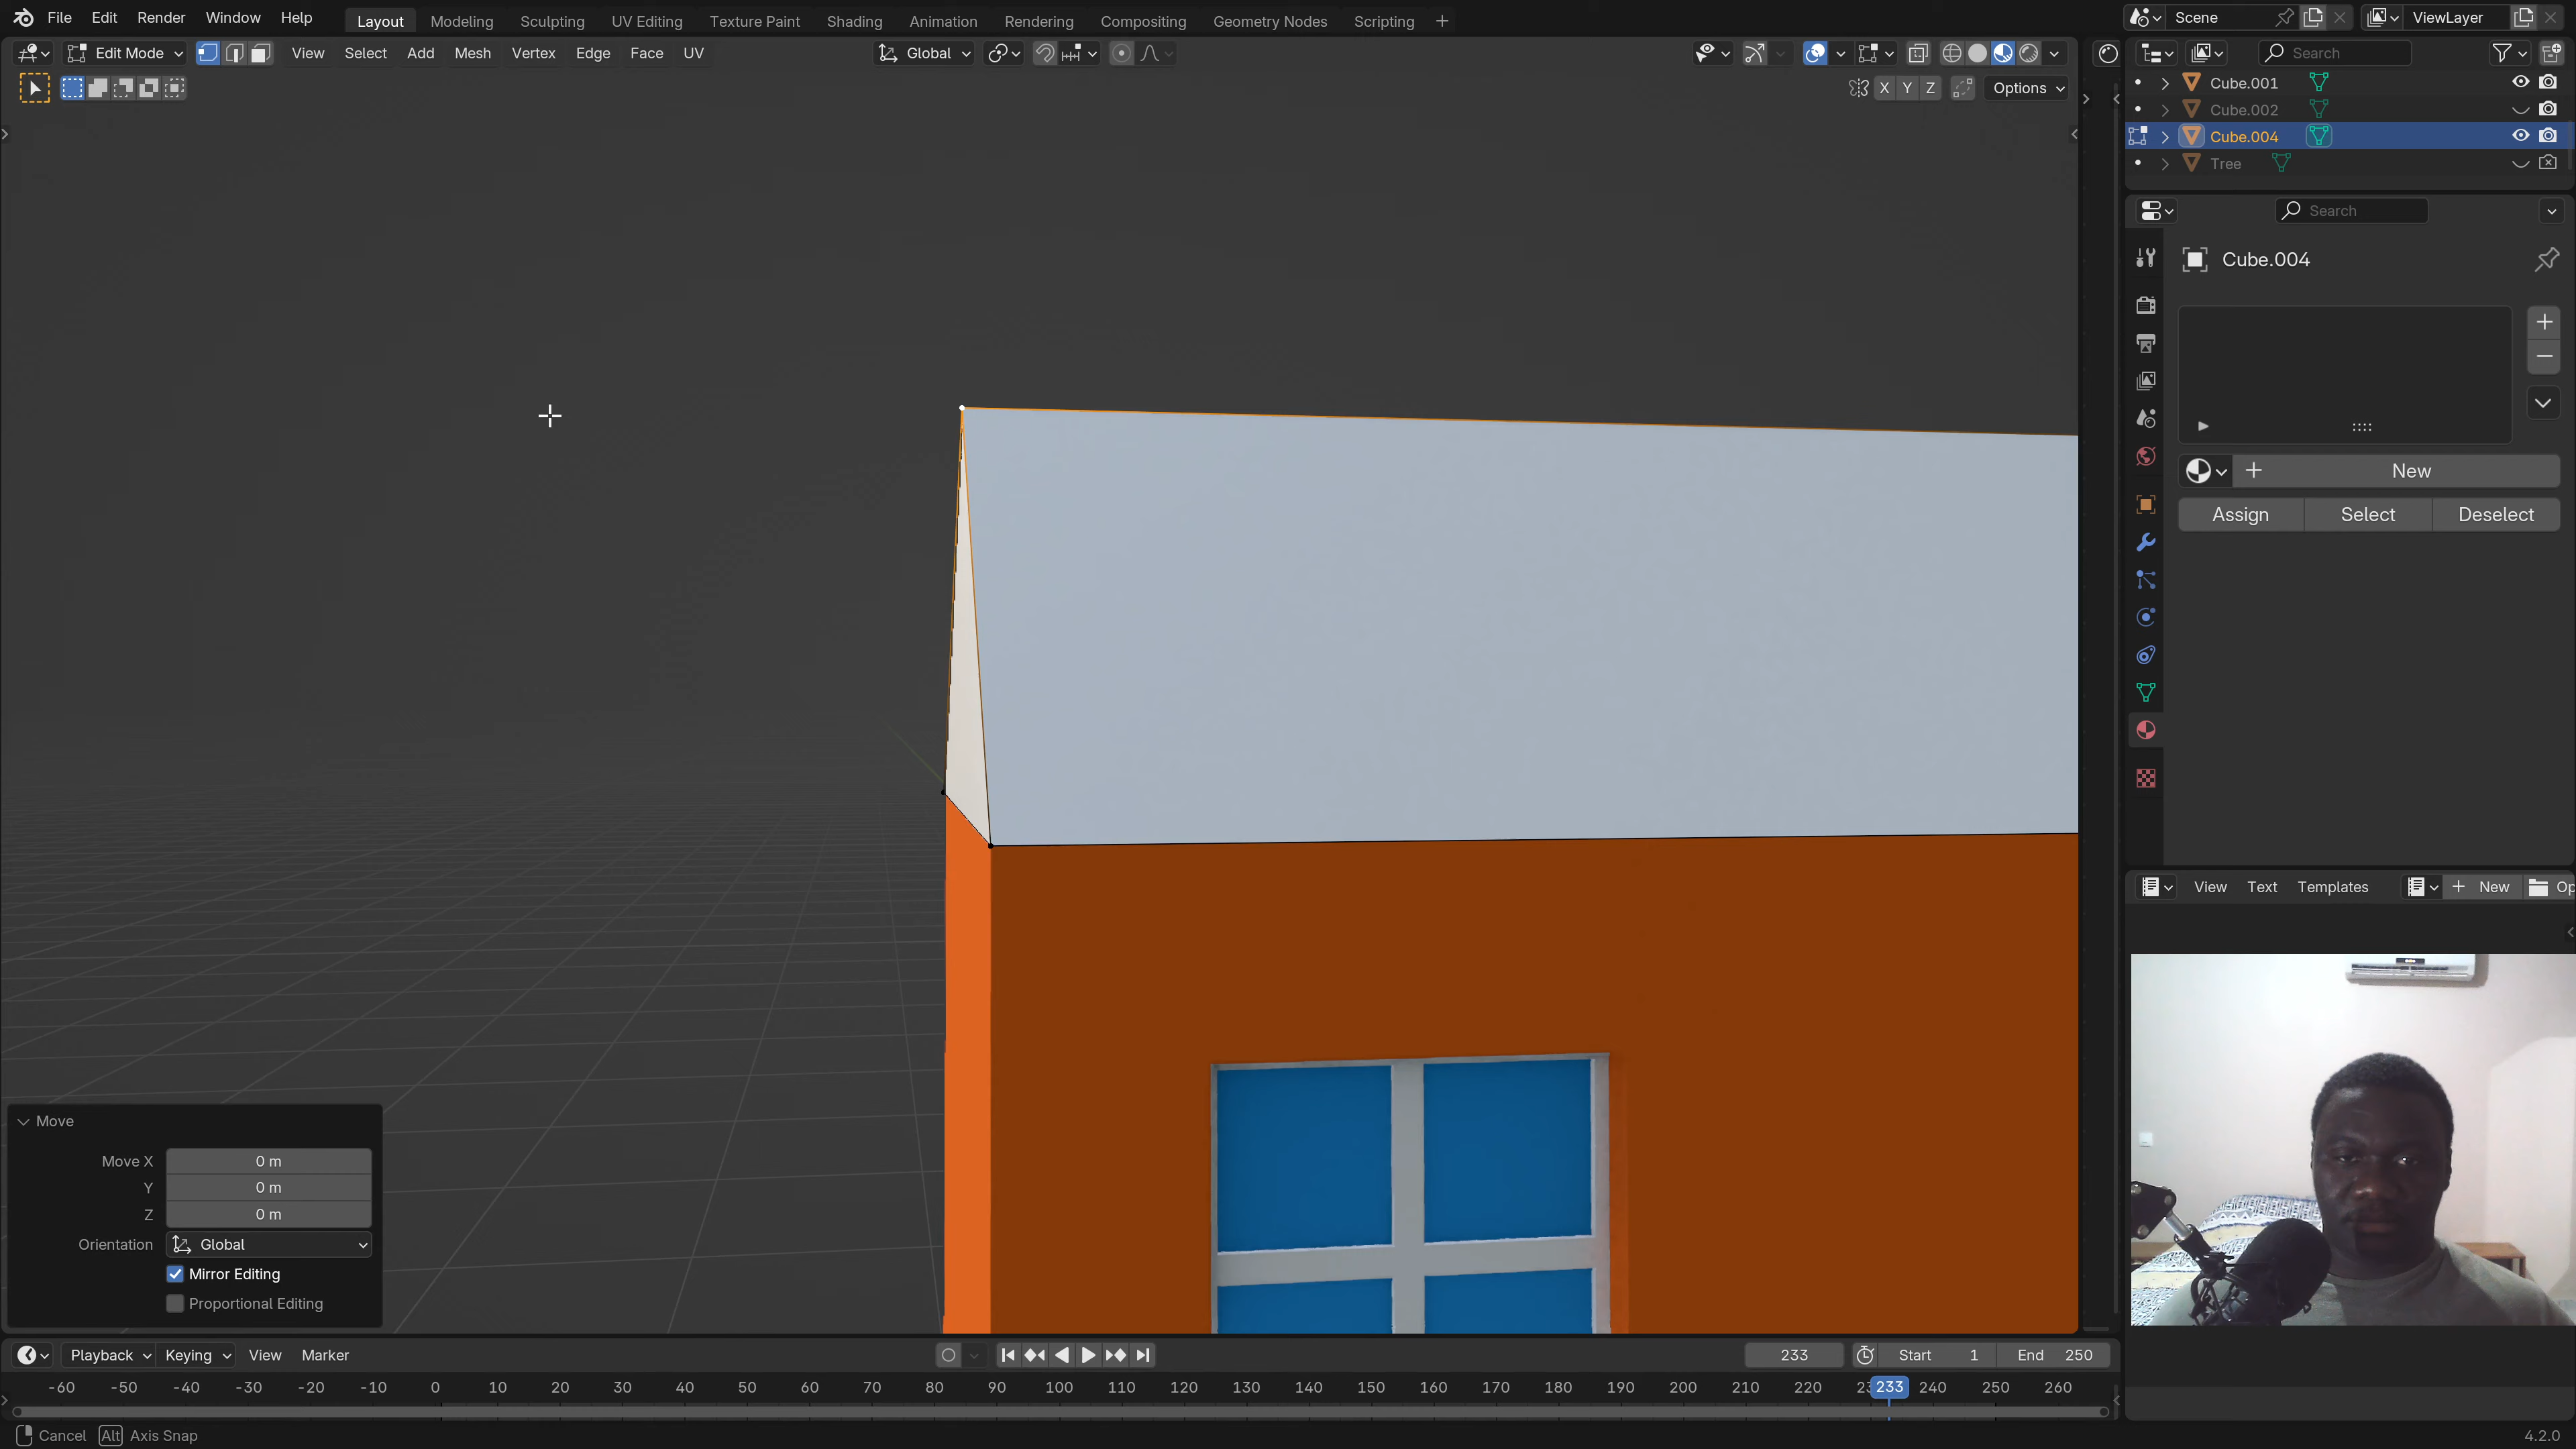 File Edit Render Window Help Layout Modeling Sculpting UV Editing Texture Paint Shading Animation Rendering Compositing Geometry Nodes Scripting Scene ViewLayer
Edit Mode View Select Add Mesh Vertex Edge Face UV Global Search
X Y Z Options
Cube.001
Cube.002
Cube.004
Tree
Search
Cube.004
New
Assign Select Deselect
View Text Templates New Op
Move
Move X 0 m
Y 0 m
Z 0 m
Orientation Global
Mirror Editing
Proportional Editing
Playback Keying View Marker 233 Start 1 End 250
-60 -50 -40 -30 -20 -10 0 10 20 30 40 50 60 70 80 90 100 110 120 130 140 150 160 170 180 190 200 210 220 233 240 250 260
Cancel Alt Axis Snap 4.2.0